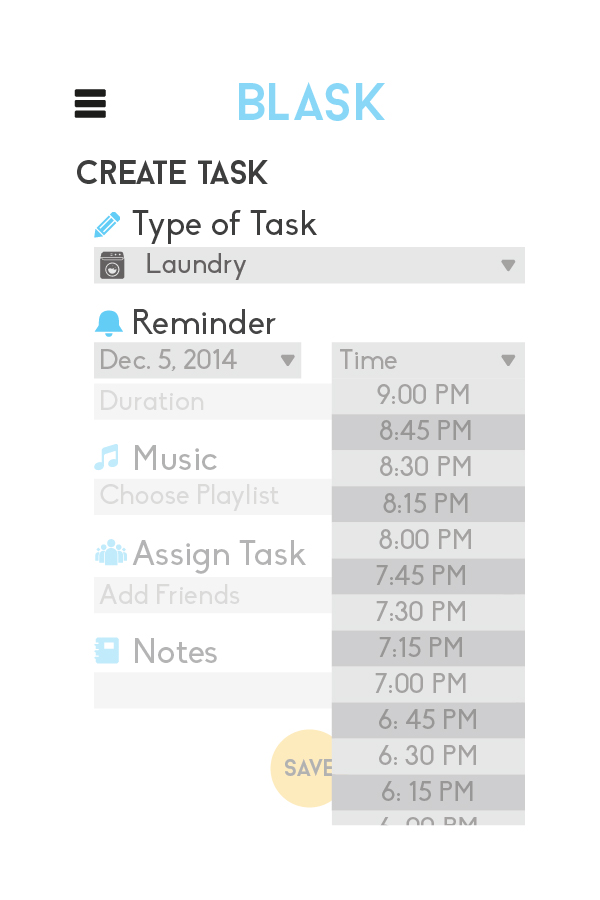 BLASK
CREATE TASK
Type of Task
Laundry
Reminder
Dec. 5, 2014
Time
Duration
Music
Choose Playlist
Assign Task
Add Friends
Notes
SAVE
9:00 PM
8:45 PM
8:30 PM
8:15 PM
8:00 PM
7:45 PM
7:30 PM
7:15 PM
7:00 PM
6: 45 PM
6: 30 PM
6: 15 PM
6: 00 PM